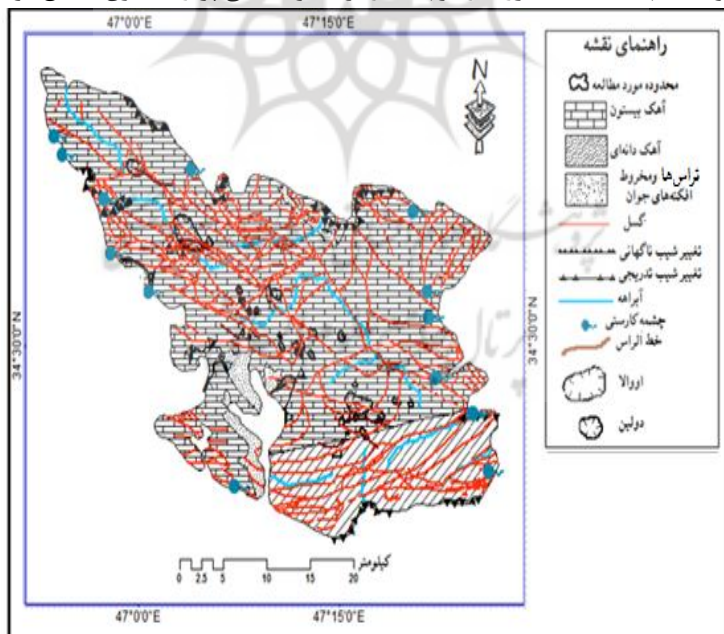 47°0'0"E
47°15'0"E
N
34°30'0"N
34°30'0"N
کیلومتر
0 2.5 5 10 15 20
47°0'0"E
47°15'0"E
راهنمای نقشه
محدوده مورد مطالعه
آهک بیستون
آهک دانه‌ای
تراس‌ها ومخروط
افکنه‌های جوان
گسل
تغییر شیب ناگهانی
تغییر شیب تدریجی
آبراهه
چشمه کارستی
خط الراس
اووالا
دولین